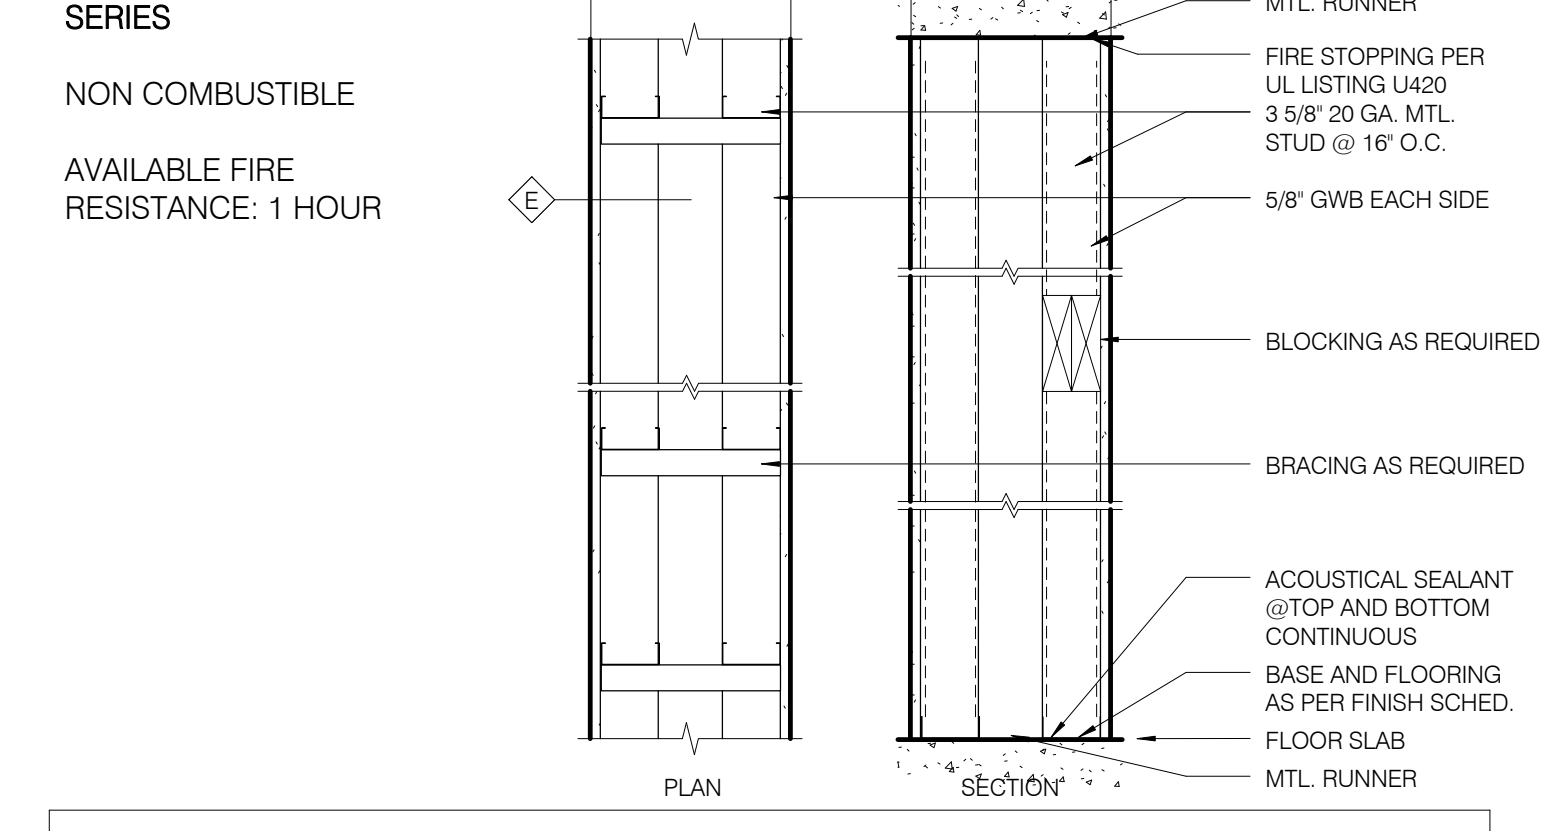 SERIES
NON COMBUSTIBLE
AVAILABLE FIRE
RESISTANCE: 1 HOUR
E
MTL. RUNNER
FIRE STOPPING PER
UL LISTING U420
3 5/8" 20 GA. MTL.
STUD @ 16" O.C.
5/8" GWB EACH SIDE
BLOCKING AS REQUIRED
BRACING AS REQUIRED
ACOUSTICAL SEALANT
@TOP AND BOTTOM
CONTINUOUS
BASE AND FLOORING
AS PER FINISH SCHED.
FLOOR SLAB
MTL. RUNNER
PLAN
SECTION